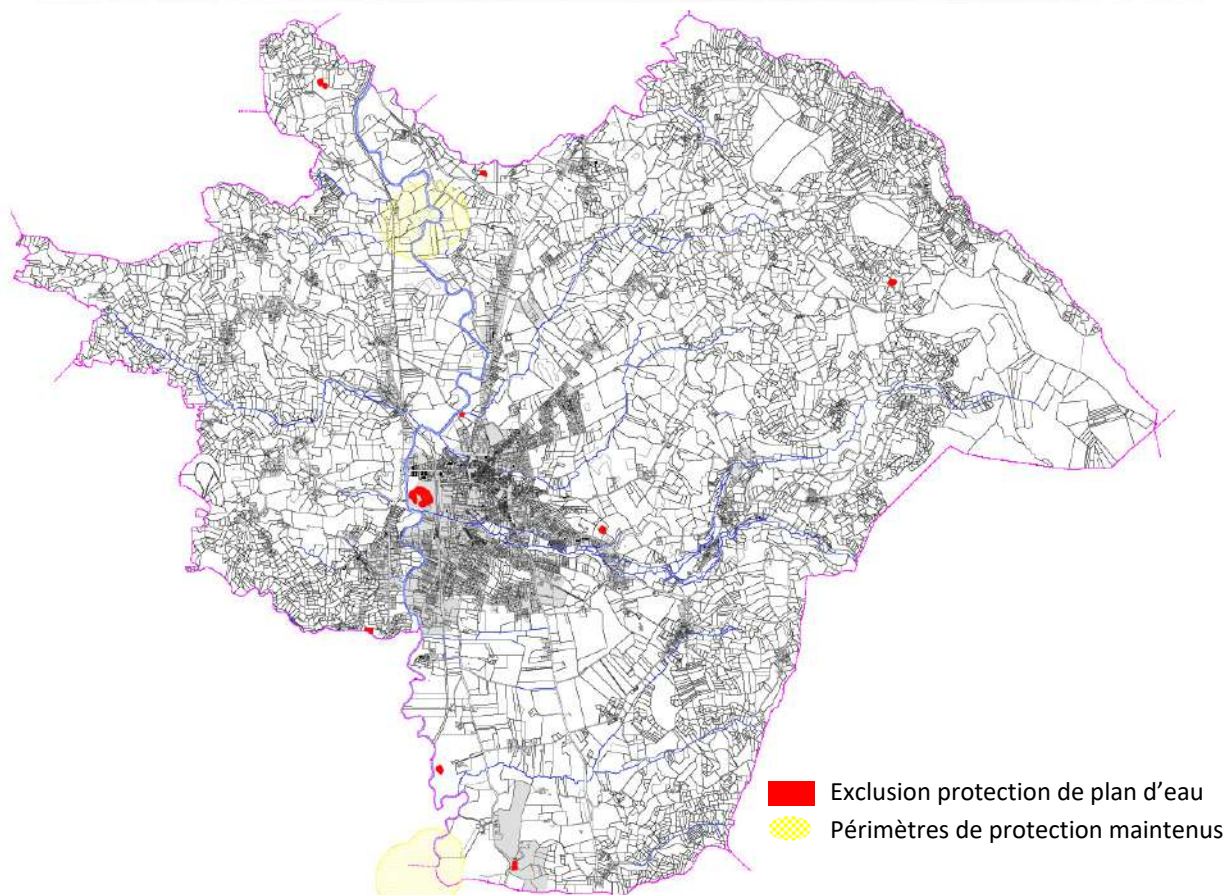 Exclusion protection de plan d’eau
Périmètres de protection maintenus